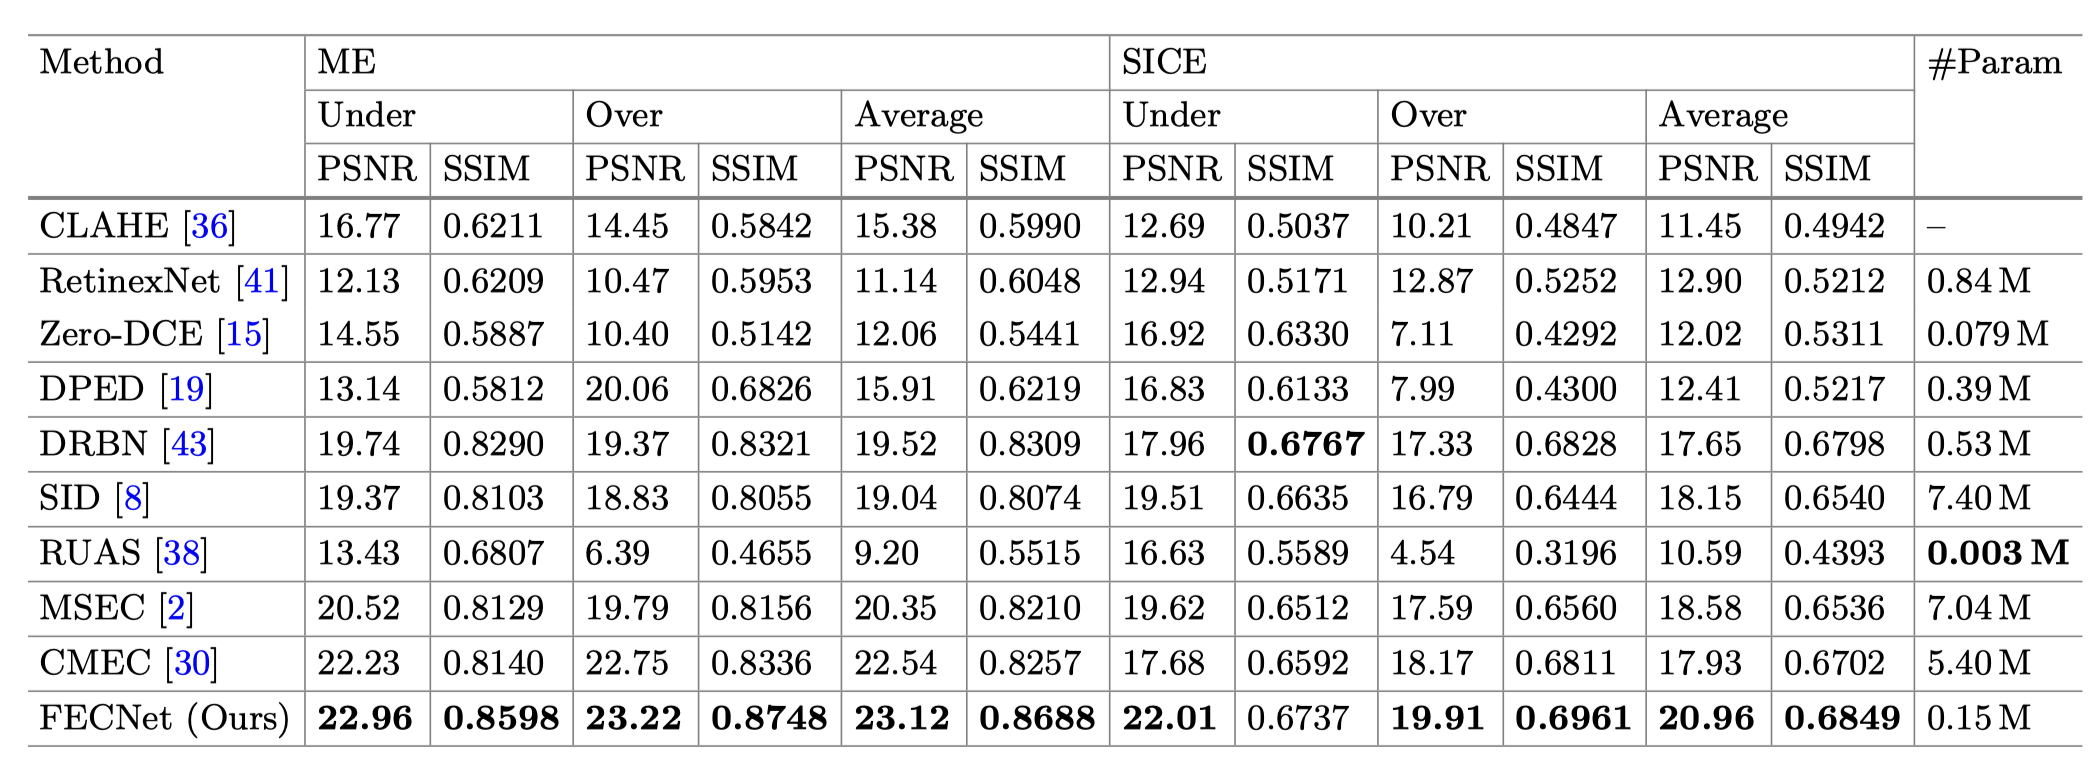 Method ME SICE #Param
Under Over Average Under Over Average
PSNR SSIM PSNR SSIM PSNR SSIM PSNR SSIM PSNR SSIM PSNR SSIM
CLAHE [36] 16.77 0.6211 14.45 0.5842 15.38 0.5990 12.69 0.5037 10.21 0.4847 11.45 0.4942 –
RetinexNet [41] 12.13 0.6209 10.47 0.5953 11.14 0.6048 12.94 0.5171 12.87 0.5252 12.90 0.5212 0.84 M
Zero-DCE [15] 14.55 0.5887 10.40 0.5142 12.06 0.5441 16.92 0.6330 7.11 0.4292 12.02 0.5311 0.079 M
DPED [19] 13.14 0.5812 20.06 0.6826 15.91 0.6219 16.83 0.6133 7.99 0.4300 12.41 0.5217 0.39 M
DRBN [43] 19.74 0.8290 19.37 0.8321 19.52 0.8309 17.96 0.6767 17.33 0.6828 17.65 0.6798 0.53 M
SID [8] 19.37 0.8103 18.83 0.8055 19.04 0.8074 19.51 0.6635 16.79 0.6444 18.15 0.6540 7.40 M
RUAS [38] 13.43 0.6807 6.39 0.4655 9.20 0.5515 16.63 0.5589 4.54 0.3196 10.59 0.4393 0.003 M
MSEC [2] 20.52 0.8129 19.79 0.8156 20.35 0.8210 19.62 0.6512 17.59 0.6560 18.58 0.6536 7.04 M
CMEC [30] 22.23 0.8140 22.75 0.8336 22.54 0.8257 17.68 0.6592 18.17 0.6811 17.93 0.6702 5.40 M
FECNet (Ours) 22.96 0.8598 23.22 0.8748 23.12 0.8688 22.01 0.6737 19.91 0.6961 20.96 0.6849 0.15 M